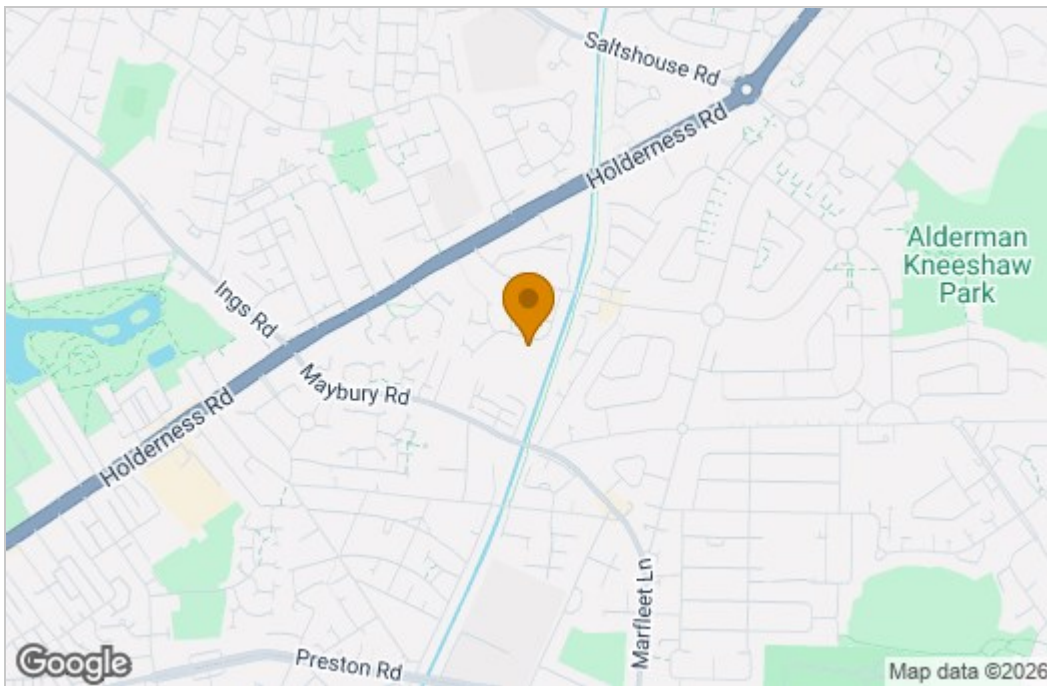 Saltshouse Rd
Holderness Rd
Alderman
Kneeshaw
Park
Ings Rd
Maybury Rd
Holderness Rd
Marfleet Ln
Preston Rd
Google
Map data ©2026